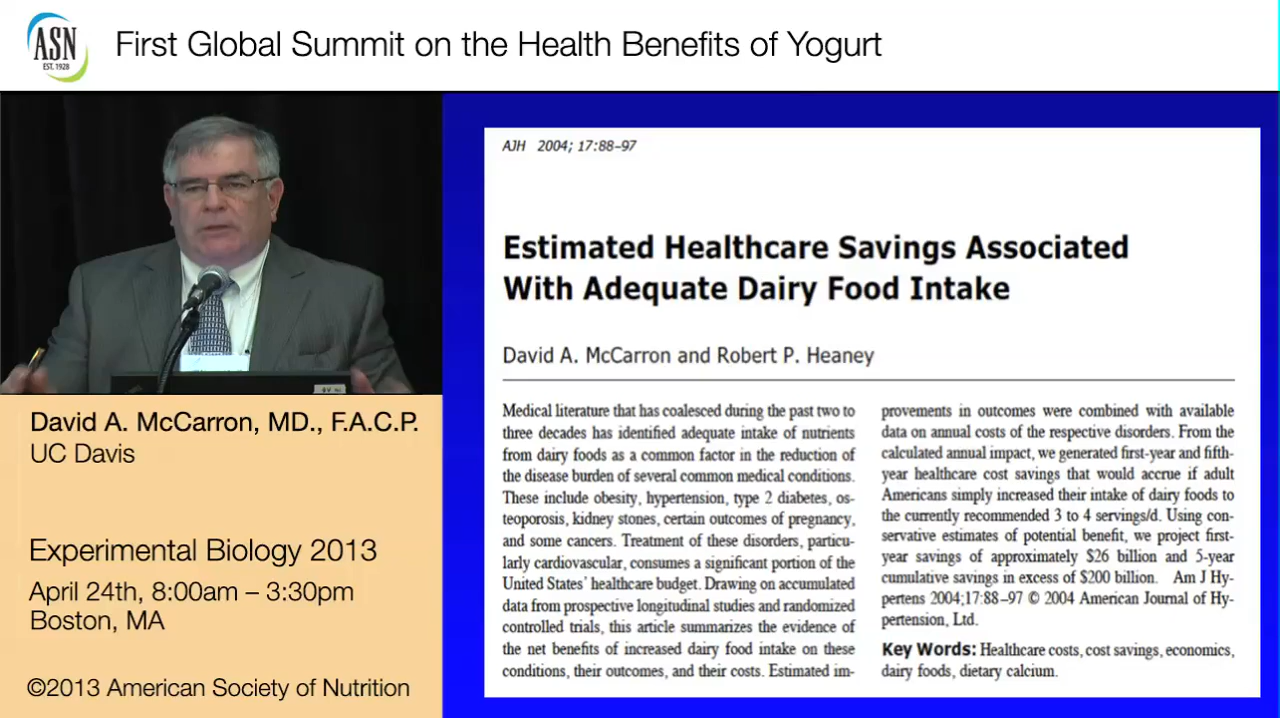 ASN
EST. 1928
First Global Summit on the Health Benefits of Yogurt
David A. McCarron, MD., F.A.C.P.
UC Davis
Experimental Biology 2013
April 24th, 8:00am – 3:30pm
Boston, MA
©2013 American Society of Nutrition
AJH 2004; 17:88–97
Estimated Healthcare Savings Associated
With Adequate Dairy Food Intake
David A. McCarron and Robert P. Heaney
Medical literature that has coalesced during the past two to
three decades has identified adequate intake of nutrients
from dairy foods as a common factor in the reduction of
the disease burden of several common medical conditions.
These include obesity, hypertension, type 2 diabetes, os-
teoporosis, kidney stones, certain outcomes of pregnancy,
and some cancers. Treatment of these disorders, particu-
larly cardiovascular, consumes a significant portion of the
United States' healthcare budget. Drawing on accumulated
data from prospective longitudinal studies and randomized
controlled trials, this article summarizes the evidence of
the net benefits of increased dairy food intake on these
conditions, their outcomes, and their costs. Estimated im-
provements in outcomes were combined with available
data on annual costs of the respective disorders. From the
calculated annual impact, we generated first-year and fifth-
year healthcare cost savings that would accrue if adult
Americans simply increased their intake of dairy foods to
the currently recommended 3 to 4 servings/d. Using con-
servative estimates of potential benefit, we project first-
year savings of approximately $26 billion and 5-year
cumulative savings in excess of $200 billion. Am J Hy-
pertens 2004;17:88–97 © 2004 American Journal of Hy-
pertension, Ltd.
Key Words: Healthcare costs, cost savings, economics,
dairy foods, dietary calcium.